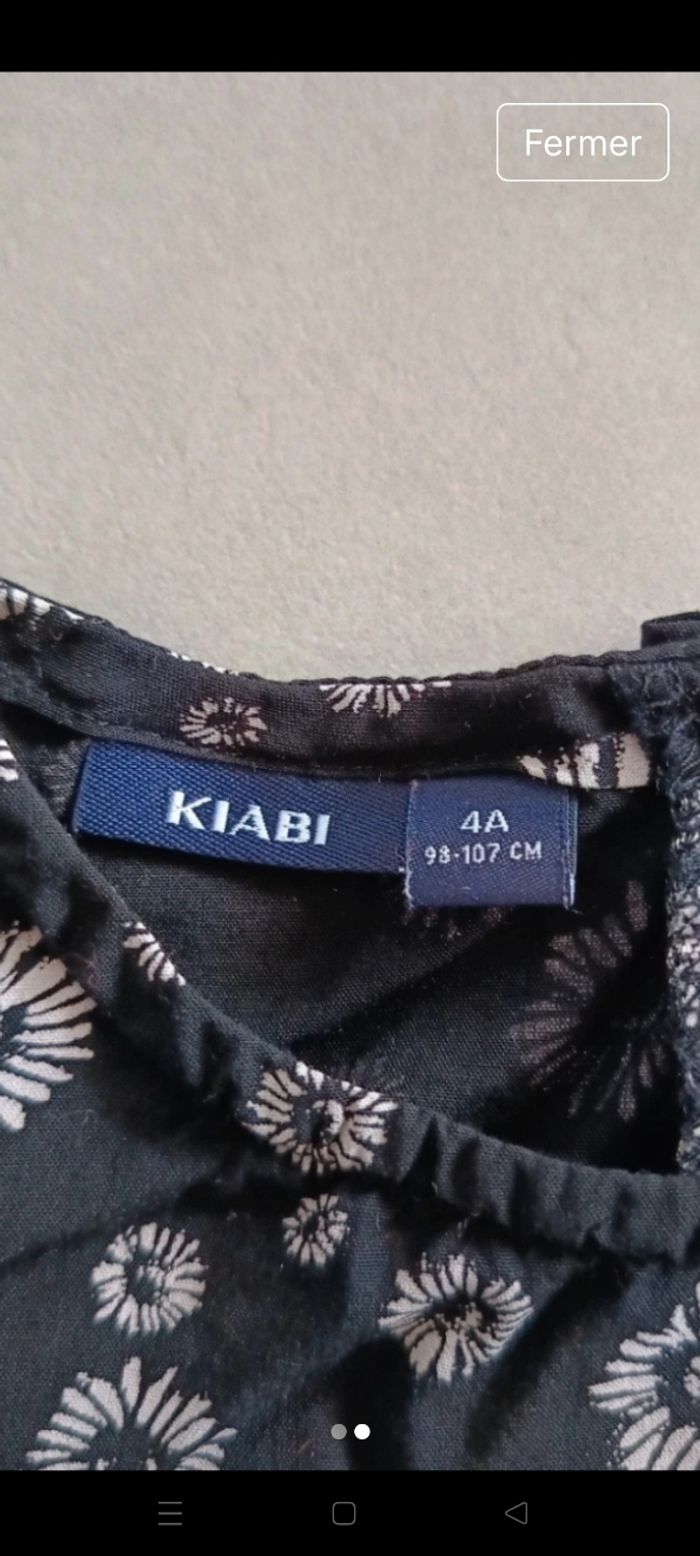 Fermer
KIABI
4A
98-107 CM